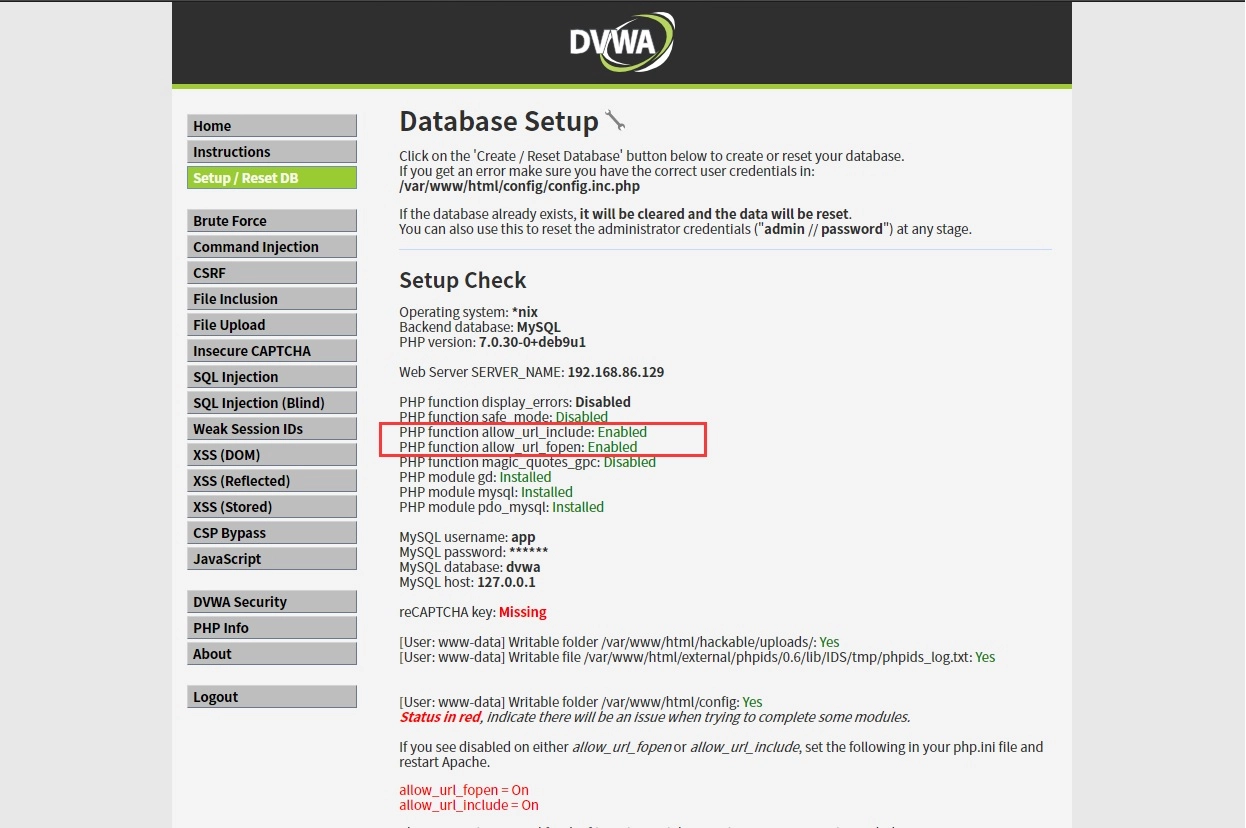 DVWA
Home
Instructions
Setup / Reset DB
Brute Force
Command Injection
CSRF
File Inclusion
File Upload
Insecure CAPTCHA
SQL Injection
SQL Injection (Blind)
Weak Session IDs
XSS (DOM)
XSS (Reflected)
XSS (Stored)
CSP Bypass
JavaScript
DVWA Security
PHP Info
About
Logout
Database Setup
Click on the 'Create / Reset Database' button below to create or reset your database.
If you get an error make sure you have the correct user credentials in:
/var/www/html/config/config.inc.php
If the database already exists, it will be cleared and the data will be reset.
You can also use this to reset the administrator credentials ("admin // password") at any stage.
Setup Check
Operating system: *nix
Backend database: MySQL
PHP version: 7.0.30-0+deb9u1
Web Server SERVER_NAME: 192.168.86.129
PHP function display_errors: Disabled
PHP function safe_mode: Disabled
PHP function allow_url_include: Enabled
PHP function allow_url_fopen: Enabled
PHP function magic_quotes_gpc: Disabled
PHP module gd: Installed
PHP module mysql: Installed
PHP module pdo_mysql: Installed
MySQL username: app
MySQL password: ******
MySQL database: dvwa
MySQL host: 127.0.0.1
reCAPTCHA key: Missing
[User: www-data] Writable folder /var/www/html/hackable/uploads/: Yes
[User: www-data] Writable file /var/www/html/external/phpids/0.6/lib/IDS/tmp/phpids_log.txt: Yes
[User: www-data] Writable folder /var/www/html/config: Yes
Status in red, indicate there will be an issue when trying to complete some modules.
If you see disabled on either allow_url_fopen or allow_url_include, set the following in your php.ini file and
restart Apache.
allow_url_fopen = On
allow_url_include = On